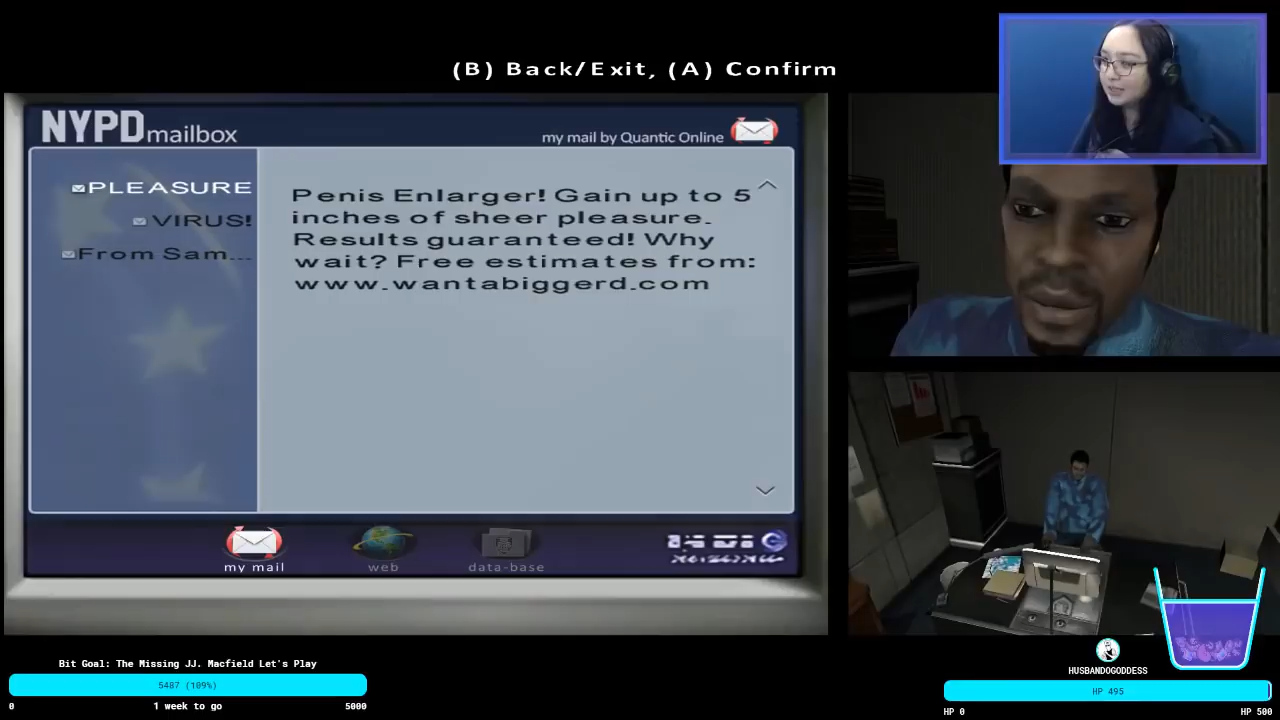 (B) Back/Exit, (A) Confirm
NYPD mailbox
my mail by Quantic Online
PLEASURE
VIRUS!
From Sam...
Penis Enlarger! Gain up to 5
inches of sheer pleasure.
Results guaranteed! Why
wait? Free estimates from:
www.wantabiggerd.com
my mail
web
data-base
Bit Goal: The Missing JJ. Macfield Let's Play
5487 (109%)
0
1 week to go
5000
HUSBANDOGODDESS
HP 495
HP 0
HP 500